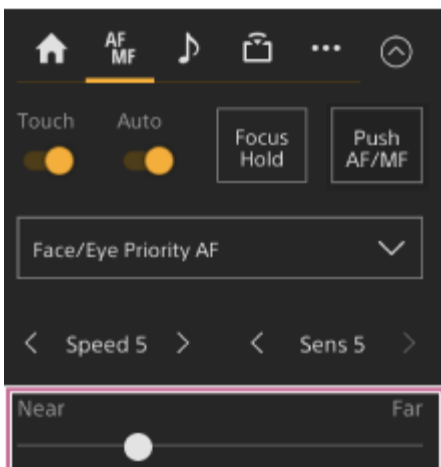 AF
MF
Touch Auto
Focus
Hold
Push
AF/MF
Face/Eye Priority AF
Speed 5
Sens 5
Near Far